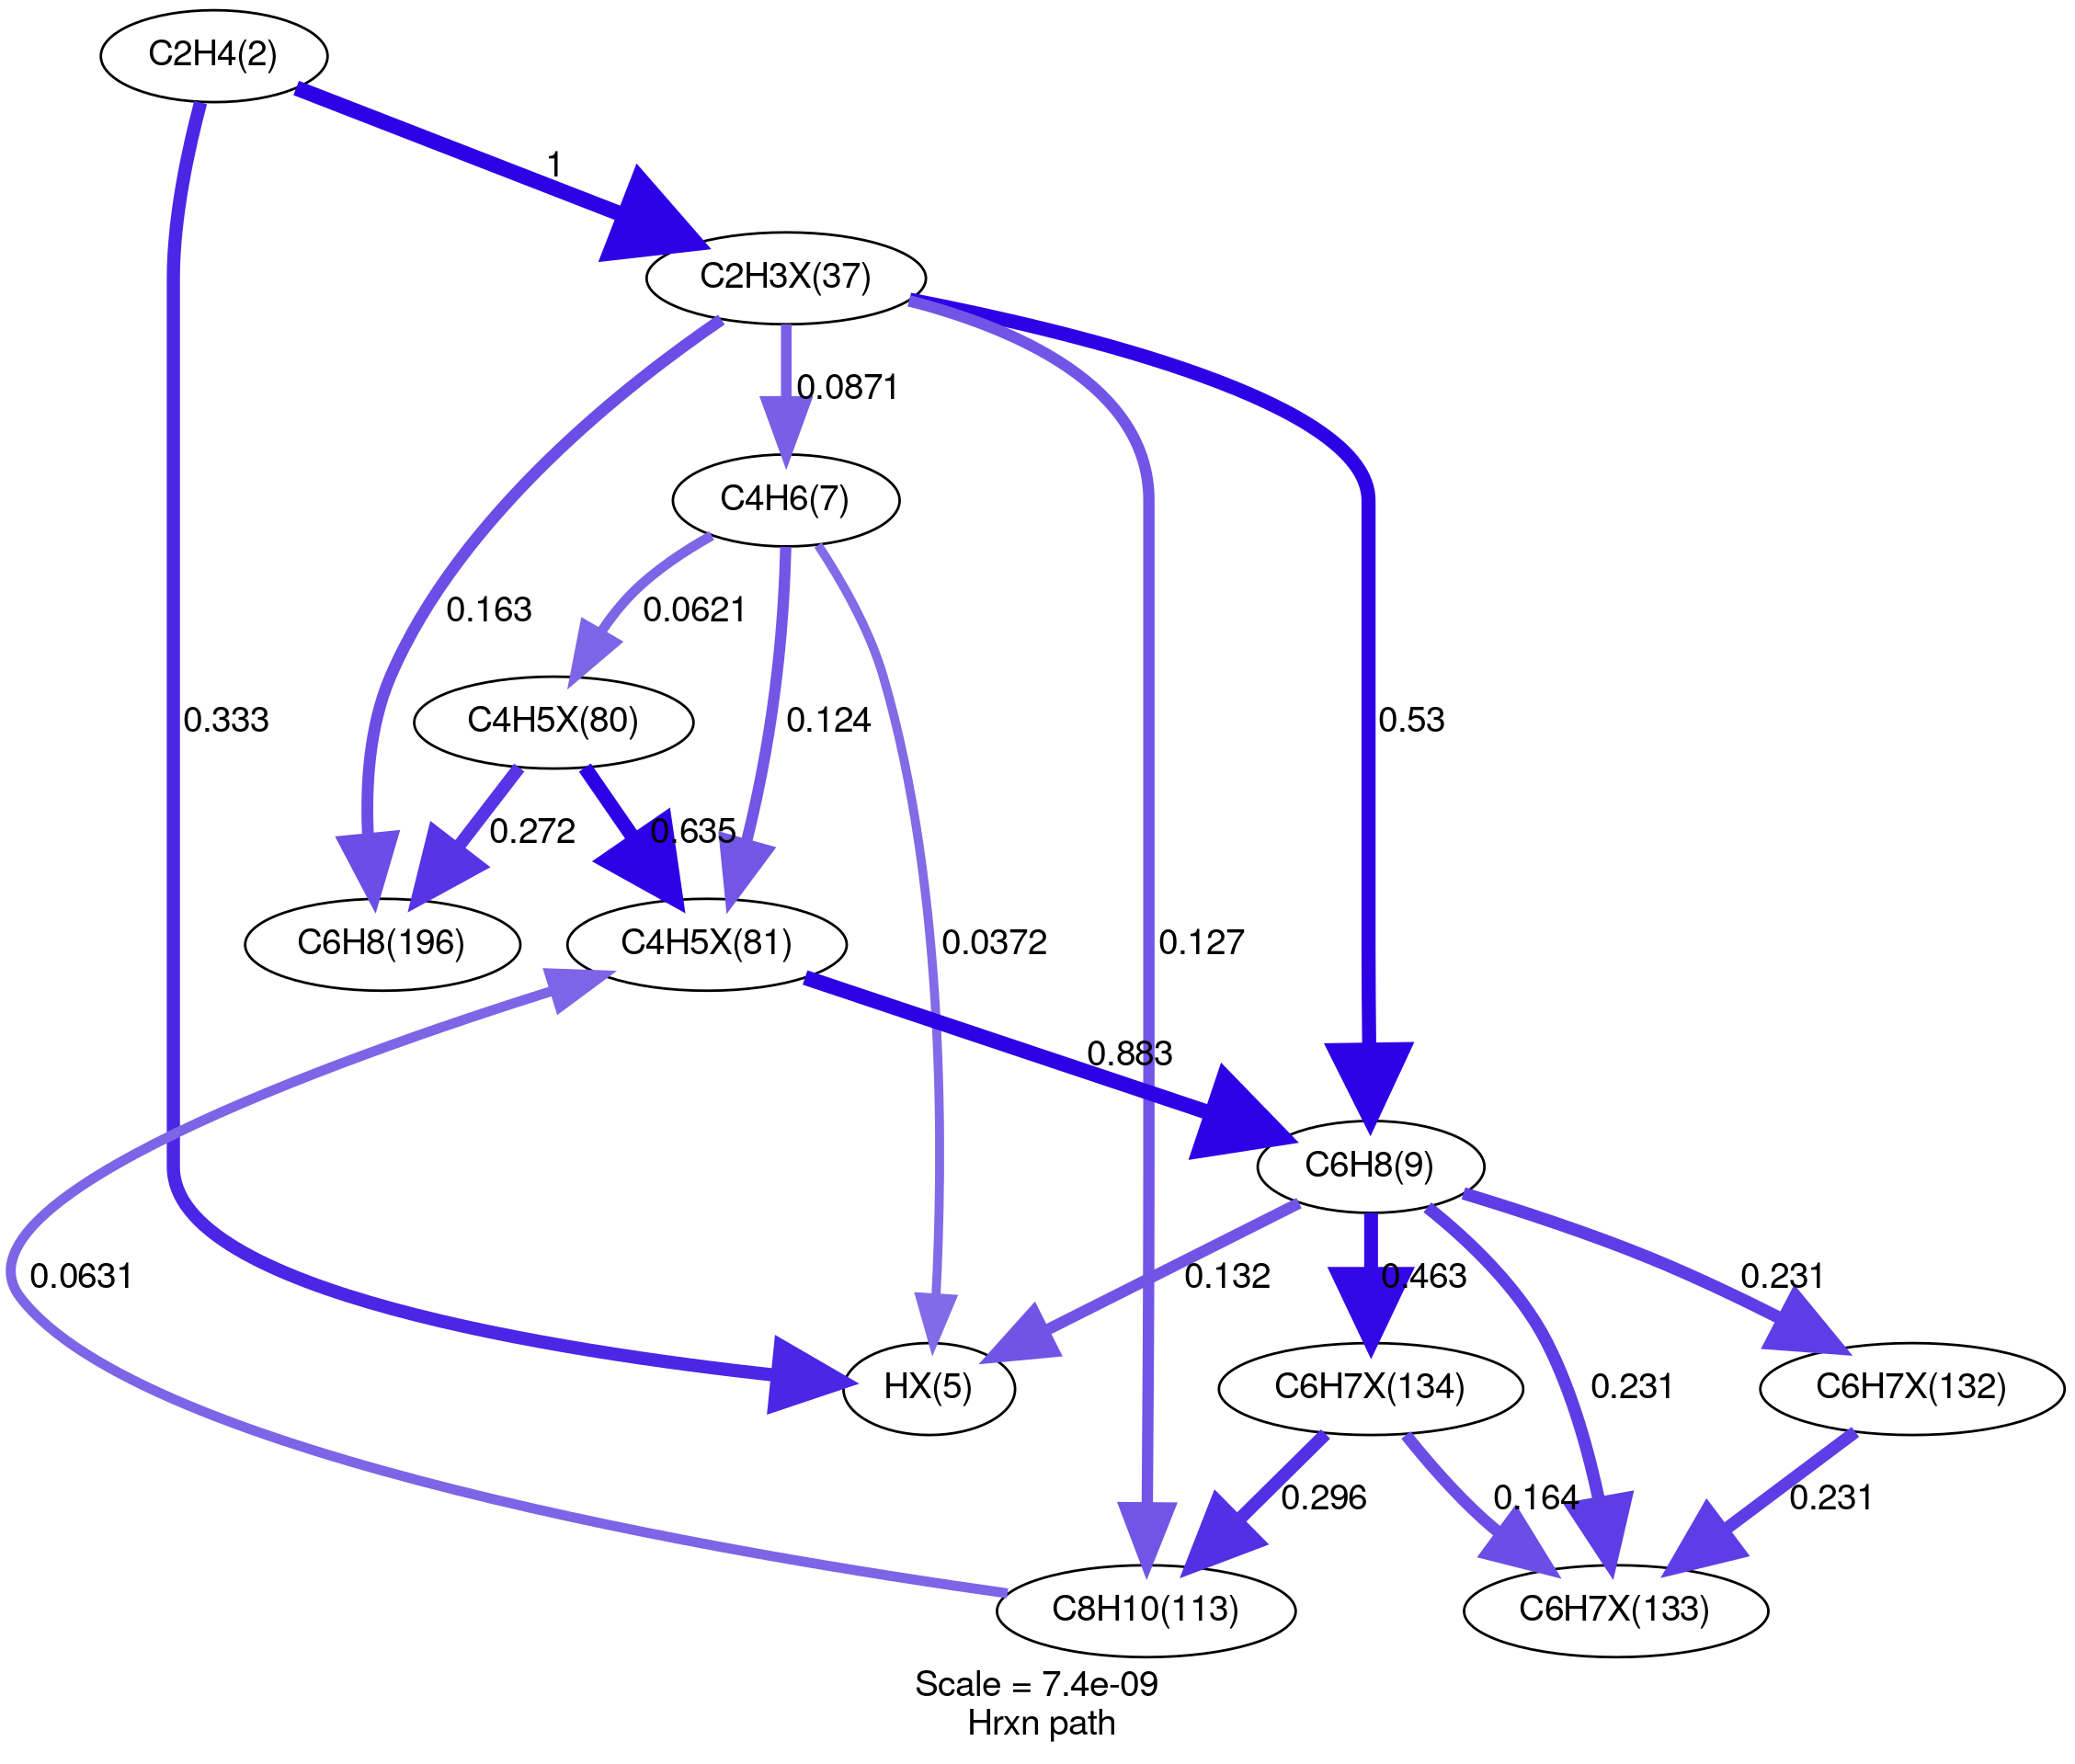 C2H4(2)
1
C2H3X(37)
0.0871
C4H6(7)
0.163
0.0621
0.333
C4H5X(80)
0.124
0.53
0.272
0.635
C6H8(196)
C4H5X(81)
0.0372
0.127
0.883
C6H8(9)
0.0631
0.132
0.463
0.231
HX(5)
C6H7X(134)
0.231
C6H7X(132)
0.296
0.164
0.231
C8H10(113)
C6H7X(133)
Scale = 7.4e-09
Hrxn path